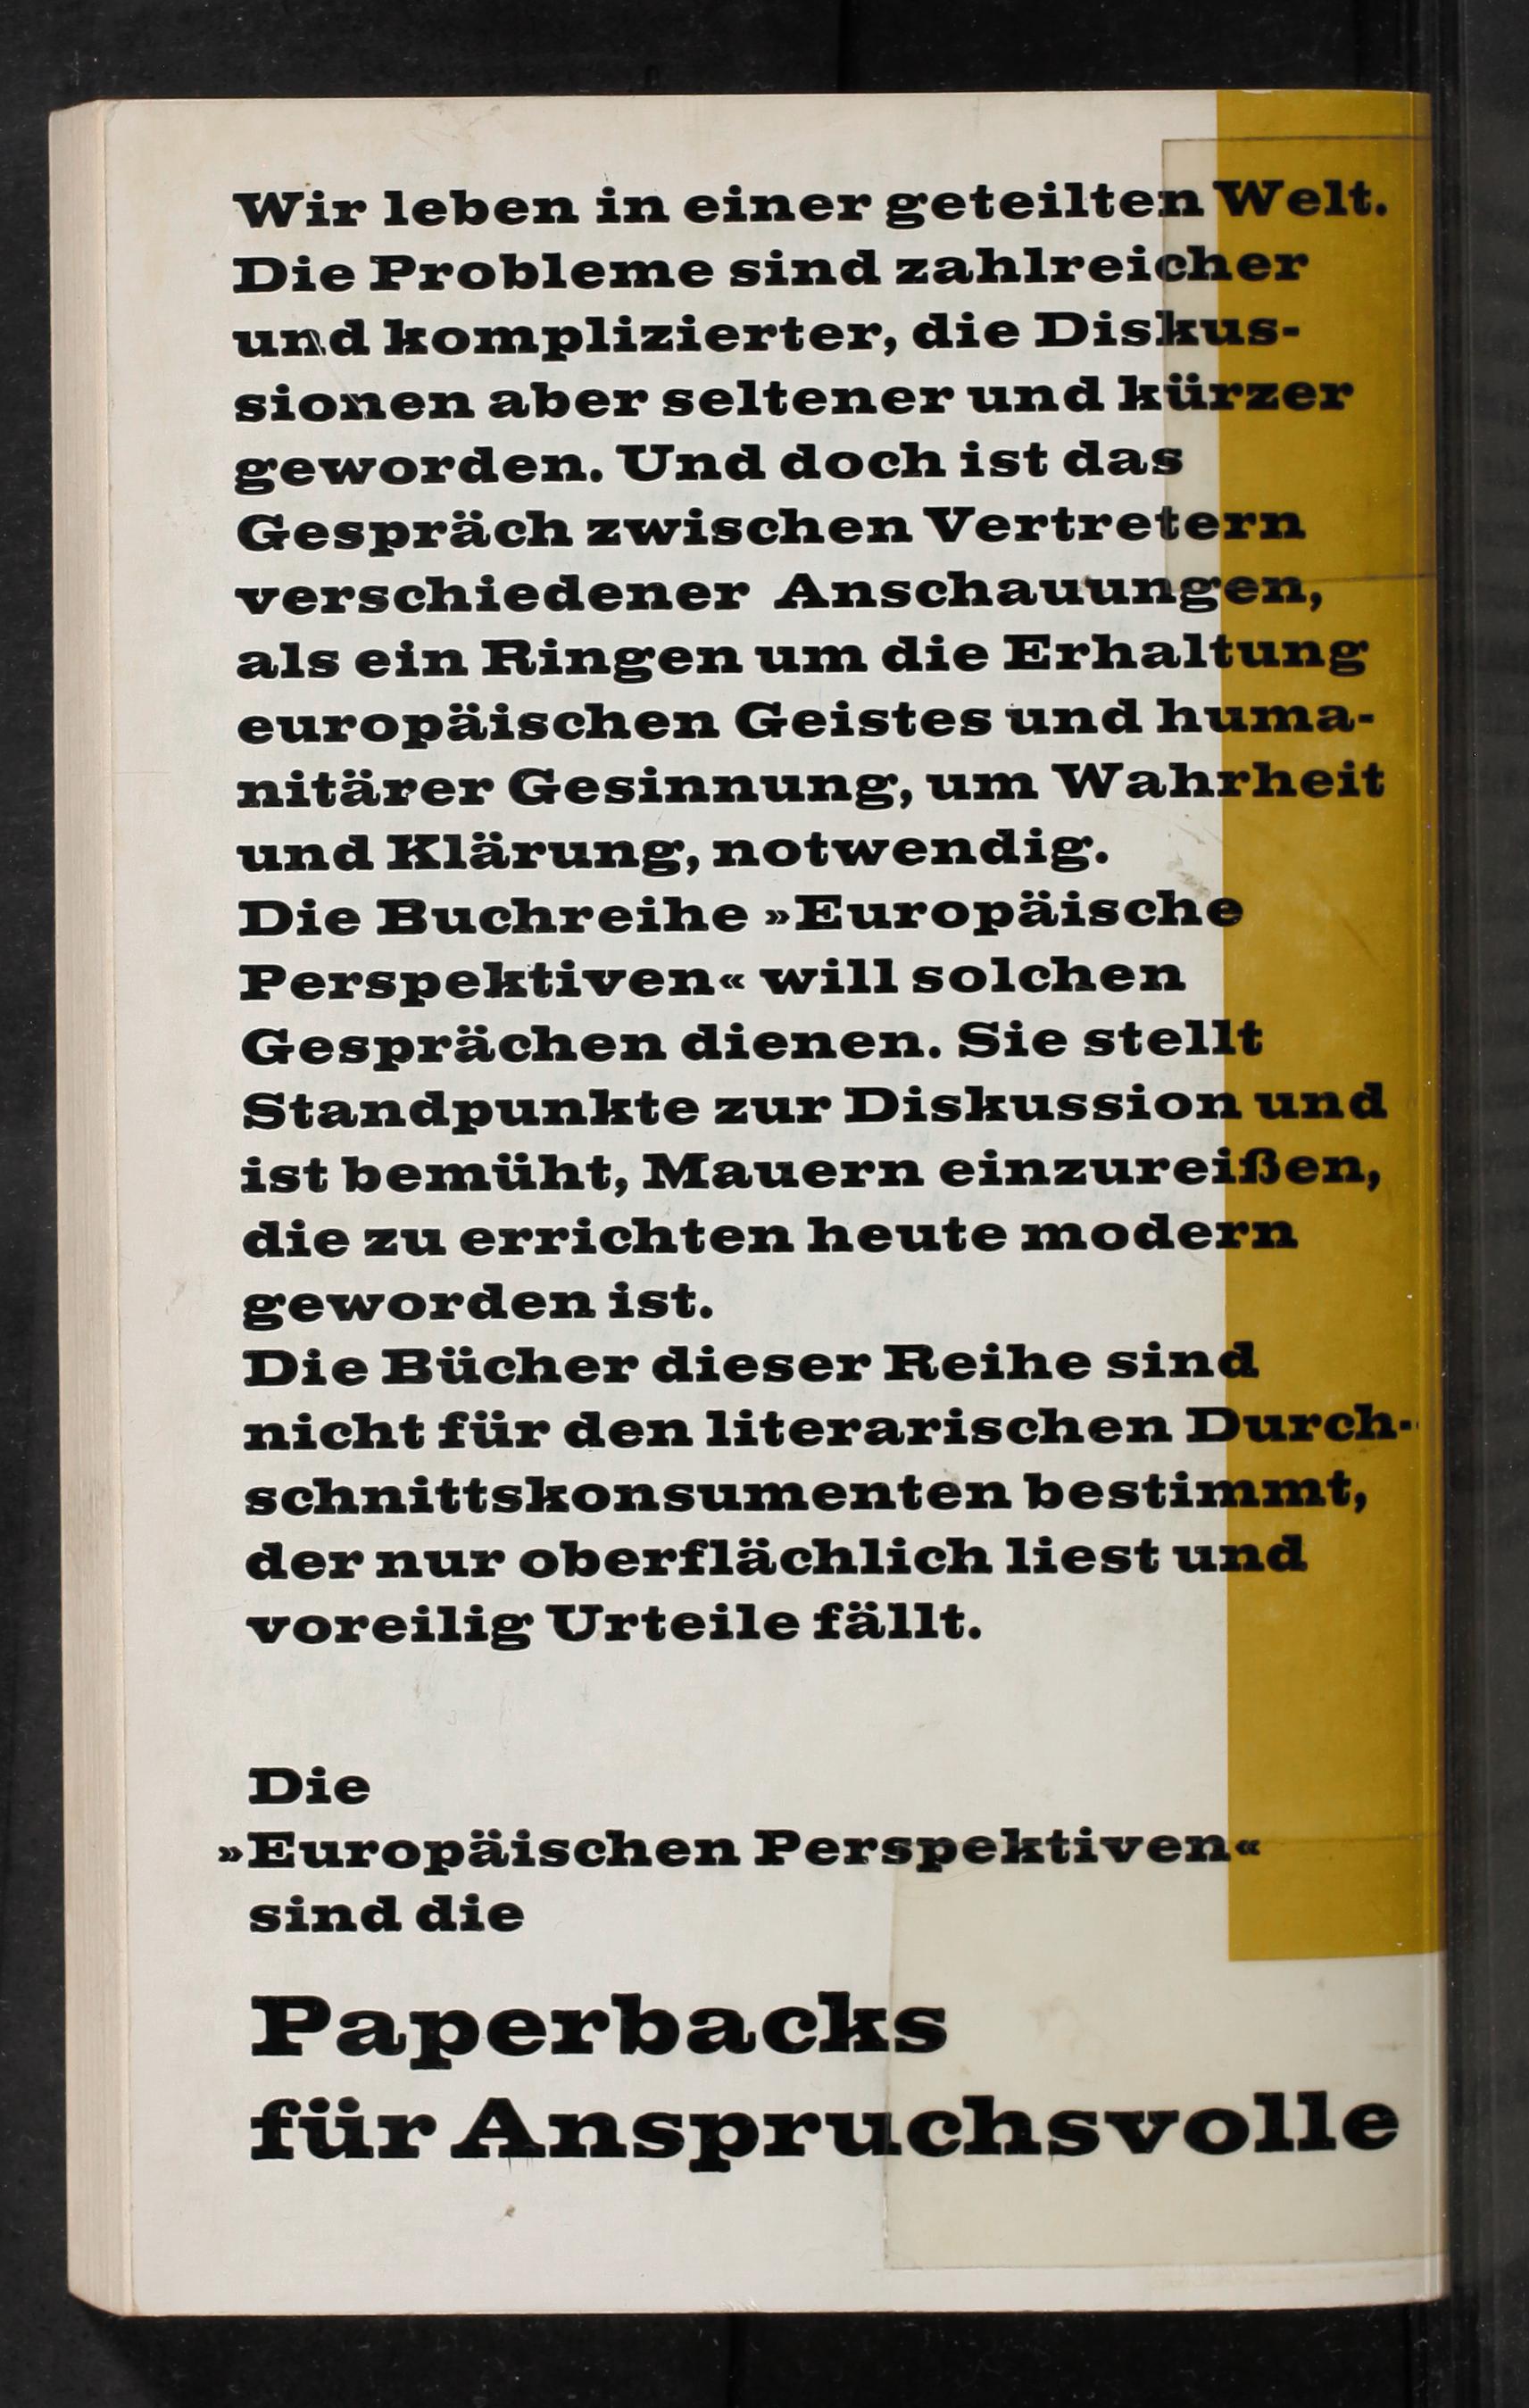 Wir leben in einer geteilten Welt.
Die Probleme sind zahlreicher
und komplizierter, die Diskus-
sionen aber seltener und kürzer
geworden. Und doch ist das
Gespräch zwischen Vertretern
verschiedener Anschauungen,
als ein Ringen um die Erhaltung
europäischen Geistes und huma-
nitärer Gesinnung, um Wahrheit
und Klärung, notwendig.
Die Buchreihe »Europäische
Perspektiven« will solchen
Gesprächen dienen. Sie stellt
Standpunkte zur Diskussion und
ist bemüht, Mauern einzureißen,
die zu errichten heute modern
geworden ist.
Die Bücher dieser Reihe sind
nicht für den literarischen Durch-
schnittskonsumenten bestimmt,
der nur oberflächlich liest und
voreilig Urteile fällt.
Die
»Europäischen Perspektiven«
sind die
Paperbacks
für Anspruchsvolle